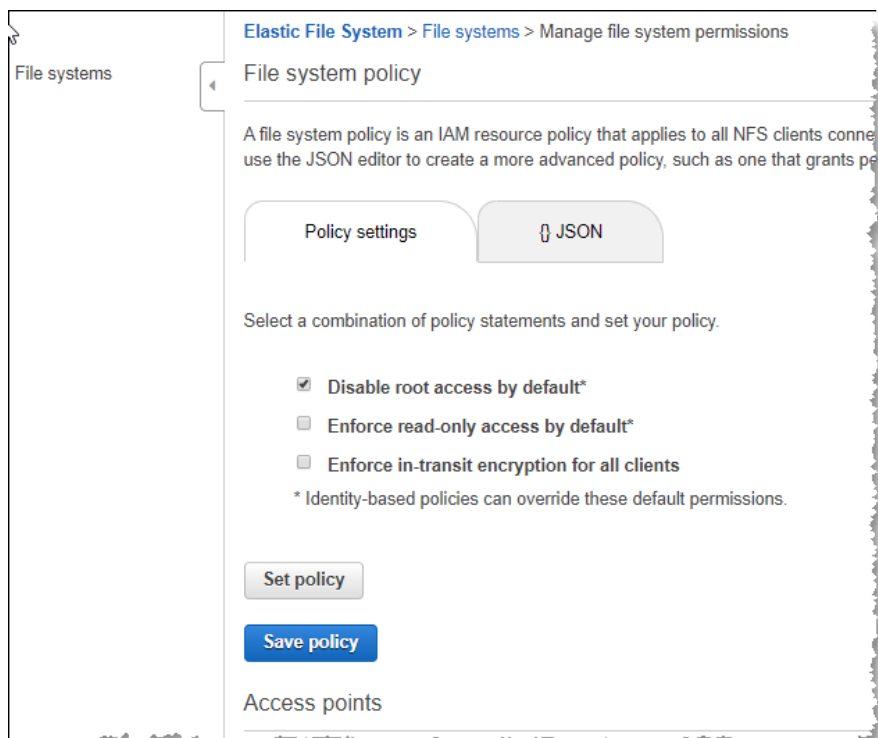 Elastic File System > File systems > Manage file system permissions
File systems
File system policy
A file system policy is an IAM resource policy that applies to all NFS clients
use the JSON editor to create a more advanced policy, such as one that grants
Policy settings
{} JSON
Select a combination of policy statements and set your policy.
Disable root access by default*
Enforce read-only access by default*
Enforce in-transit encryption for all clients
* Identity-based policies can override these default permissions.
Set policy
Save policy
Access points